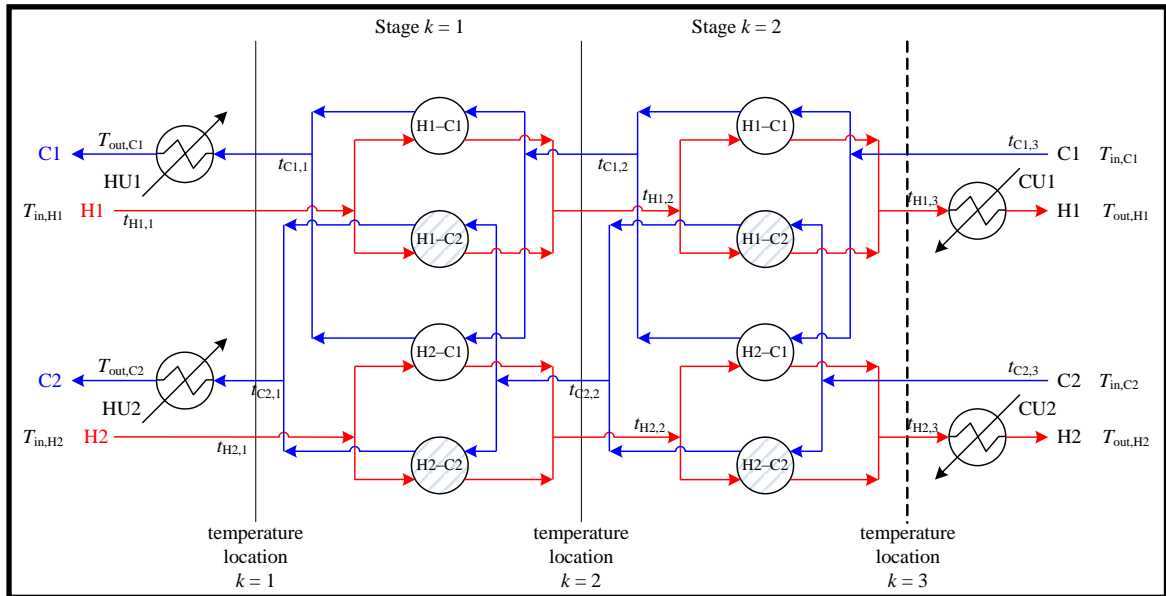 Stage k = 1
Stage k = 2
H1–C1
H1–C1
T_out,C1
C1
t_C1,1
t_C1,2
t_C1,3
C1
T_in,C1
HU1
CU1
T_in,H1
H1
t_H1,1
t_H1,2
t_H1,3
H1
T_out,H1
H1–C2
H1–C2
H2–C1
H2–C1
T_out,C2
C2
t_C2,1
t_C2,2
t_C2,3
C2
T_in,C2
HU2
CU2
T_in,H2
H2
t_H2,1
t_H2,2
t_H2,3
H2
T_out,H2
H2–C2
H2–C2
temperature
location
k = 1
temperature
location
k = 2
temperature
location
k = 3